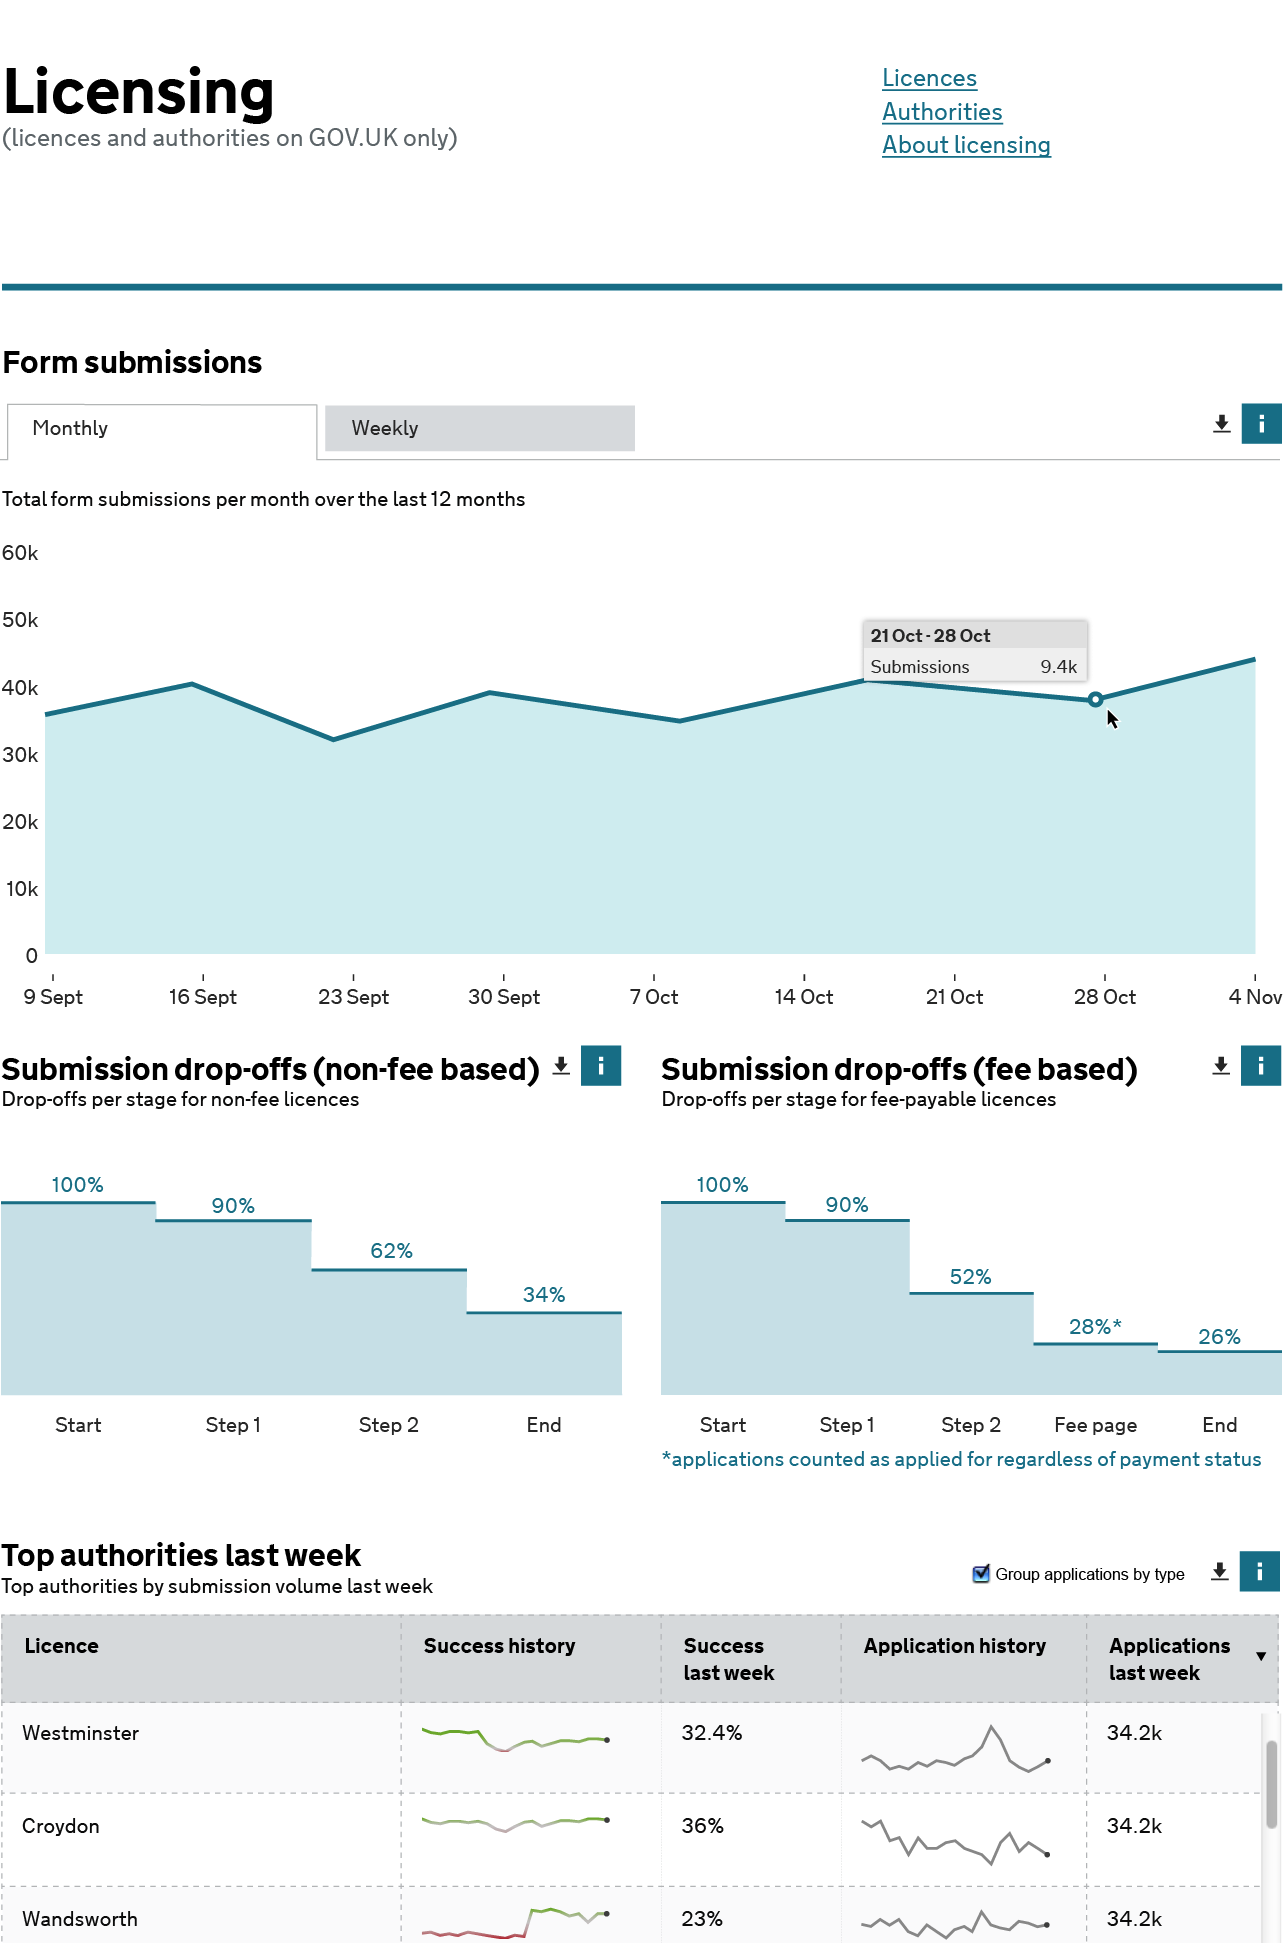 Licensing
(licences and authorities on GOV.UK only)
Licences
Authorities
About licensing
Form submissions
Monthly
Weekly
i
Total form submissions per month over the last 12 months
60k
50k
40k
30k
20k
10k
0
21 Oct - 28 Oct
Submissions 9.4k
9 Sept 16 Sept 23 Sept 30 Sept 7 Oct 14 Oct 21 Oct 28 Oct 4 Nov
Submission drop-offs (non-fee based)
i
Drop-offs per stage for non-fee licences
100%
90%
62%
34%
Start Step 1 Step 2 End
Submission drop-offs (fee based)
i
Drop-offs per stage for fee-payable licences
100%
90%
52%
28%*
26%
Start Step 1 Step 2 Fee page End
*applications counted as applied for regardless of payment status
Top authorities last week
Top authorities by submission volume last week
Group applications by type
i
Licence
Success history
Success
last week
Application history
Applications
last week
Westminster 32.4% 34.2k
Croydon 36% 34.2k
Wandsworth 23% 34.2k